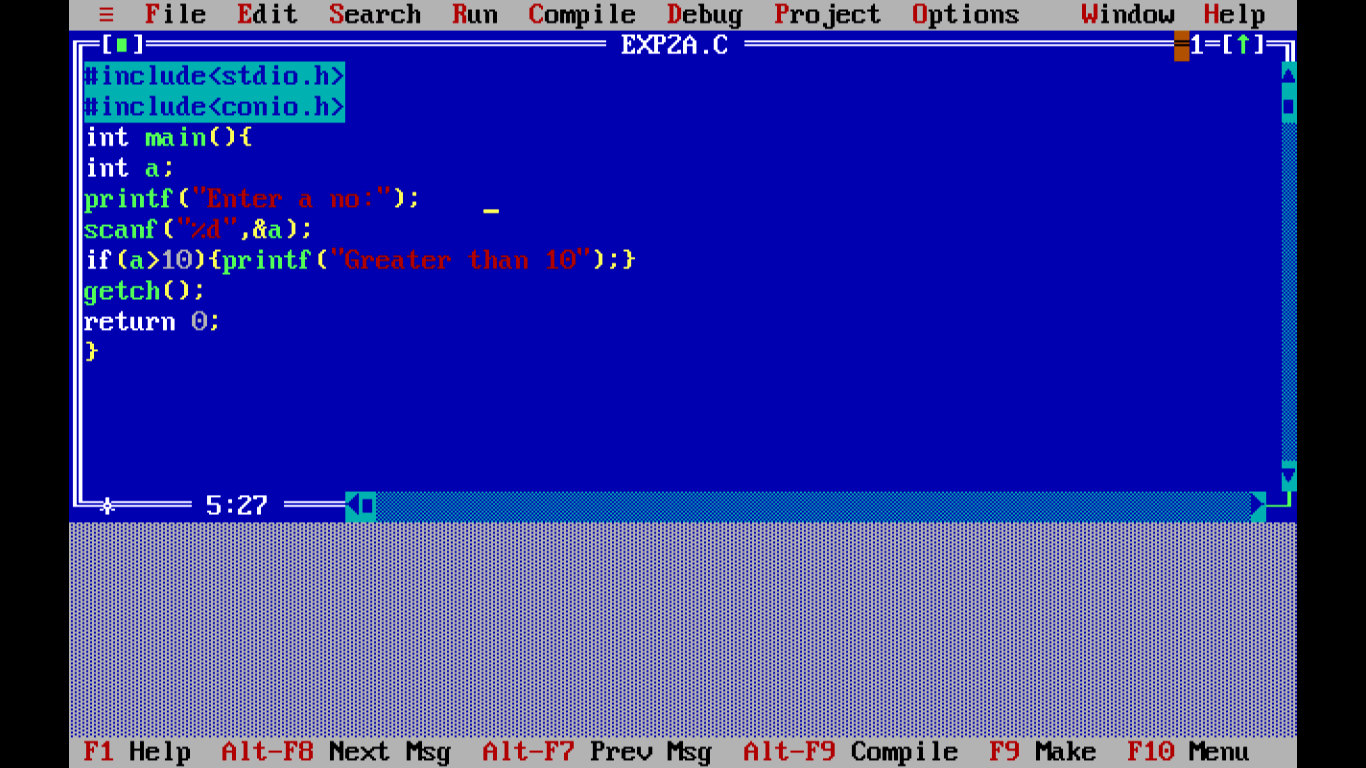 ≡ File Edit Search Run Compile Debug Project Options Window Help
[■] EXP2A.C 1=[↑]
#include<stdio.h>
#include<conio.h>
int main(){
int a;
printf("Enter a no:");
scanf("%d",&a);
if(a>10){printf("Greater than 10");}
getch();
return 0;
}
5:27
F1 Help Alt-F8 Next Msg Alt-F7 Prev Msg Alt-F9 Compile F9 Make F10 Menu